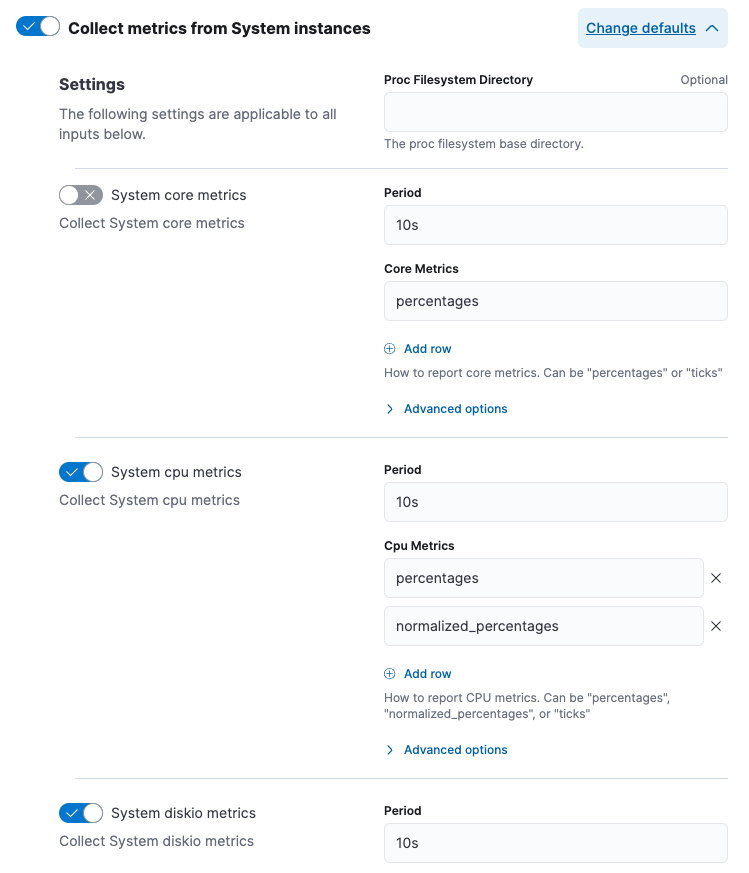 Collect metrics from System instances
Change defaults
Settings
The following settings are applicable to all
inputs below.
Proc Filesystem Directory
Optional
The proc filesystem base directory.
System core metrics
Collect System core metrics
Period
10s
Core Metrics
percentages
Add row
How to report core metrics. Can be "percentages" or "ticks"
Advanced options
System cpu metrics
Collect System cpu metrics
Period
10s
Cpu Metrics
percentages
normalized_percentages
Add row
How to report CPU metrics. Can be "percentages",
"normalized_percentages", or "ticks"
Advanced options
System diskio metrics
Collect System diskio metrics
Period
10s